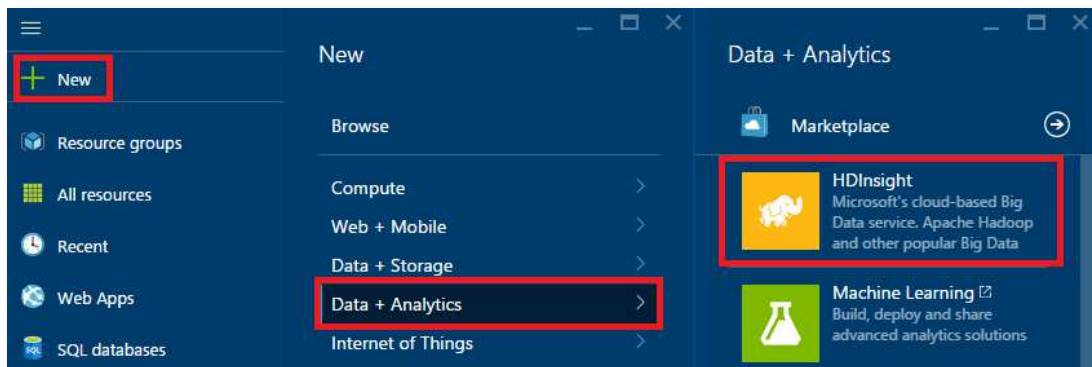 New
Resource groups
All resources
Recent
Web Apps
SQL databases
New
Browse
Compute
Web + Mobile
Data + Storage
Data + Analytics
Internet of Things
Data + Analytics
Marketplace
HDInsight
Microsoft's cloud-based Big
Data service. Apache Hadoop
and other popular Big Data
Machine Learning
Build, deploy and share
advanced analytics solutions